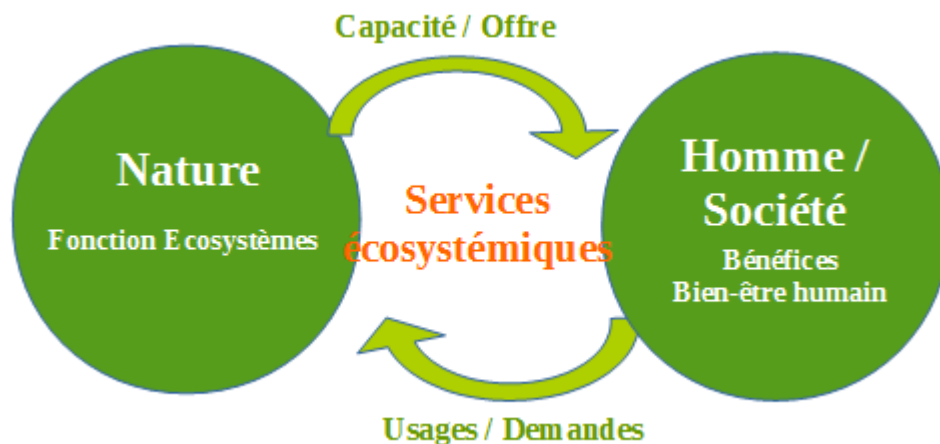 Capacité / Offre
Nature
Fonction Ecosystèmes
Services
écosystémiques
Homme /
Société
Bénéfices
Bien-être humain
Usages / Demandes